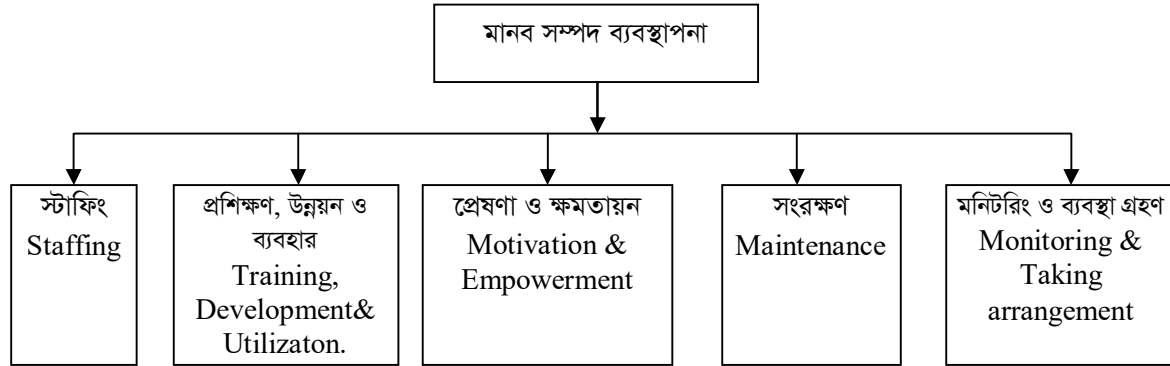 মানব সম্পদ ব্যবস্থাপনা
স্টাফিং
Staffing
প্রশিক্ষণ, উন্নয়ন ও
ব্যবহার
Training,
Development&
Utilizaton.
প্রেষণা ও ক্ষমতায়ন
Motivation &
Empowerment
সংরক্ষণ
Maintenance
মনিটরিং ও ব্যবস্থা গ্রহণ
Monitoring &
Taking
arrangement